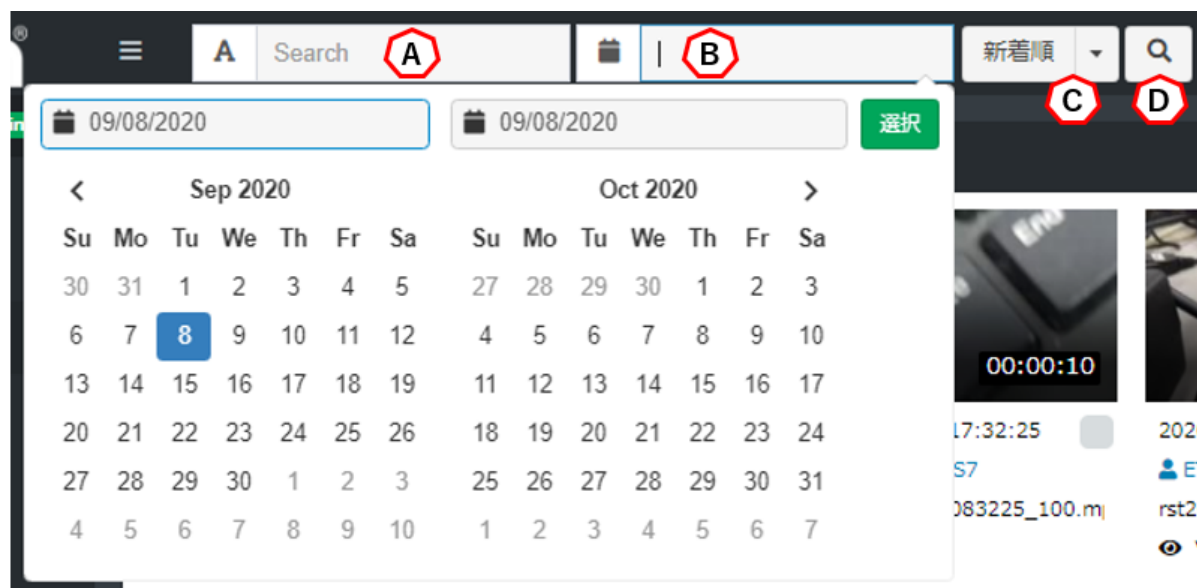 ®
A Search A B 新着順 C D
in
09/08/2020 09/08/2020 選択
Sep 2020 Oct 2020
Su Mo Tu We Th Fr Sa Su Mo Tu We Th Fr Sa
30 31 1 2 3 4 5 27 28 29 30 1 2 3
6 7 8 9 10 11 12 4 5 6 7 8 9 10
13 14 15 16 17 18 19 11 12 13 14 15 16 17
20 21 22 23 24 25 26 18 19 20 21 22 23 24
27 28 29 30 1 2 3 25 26 27 28 29 30 31
4 5 6 7 8 9 10 1 2 3 4 5 6 7
End
00:00:10
17:32:25 202
S7 E
083225_100.m rst2